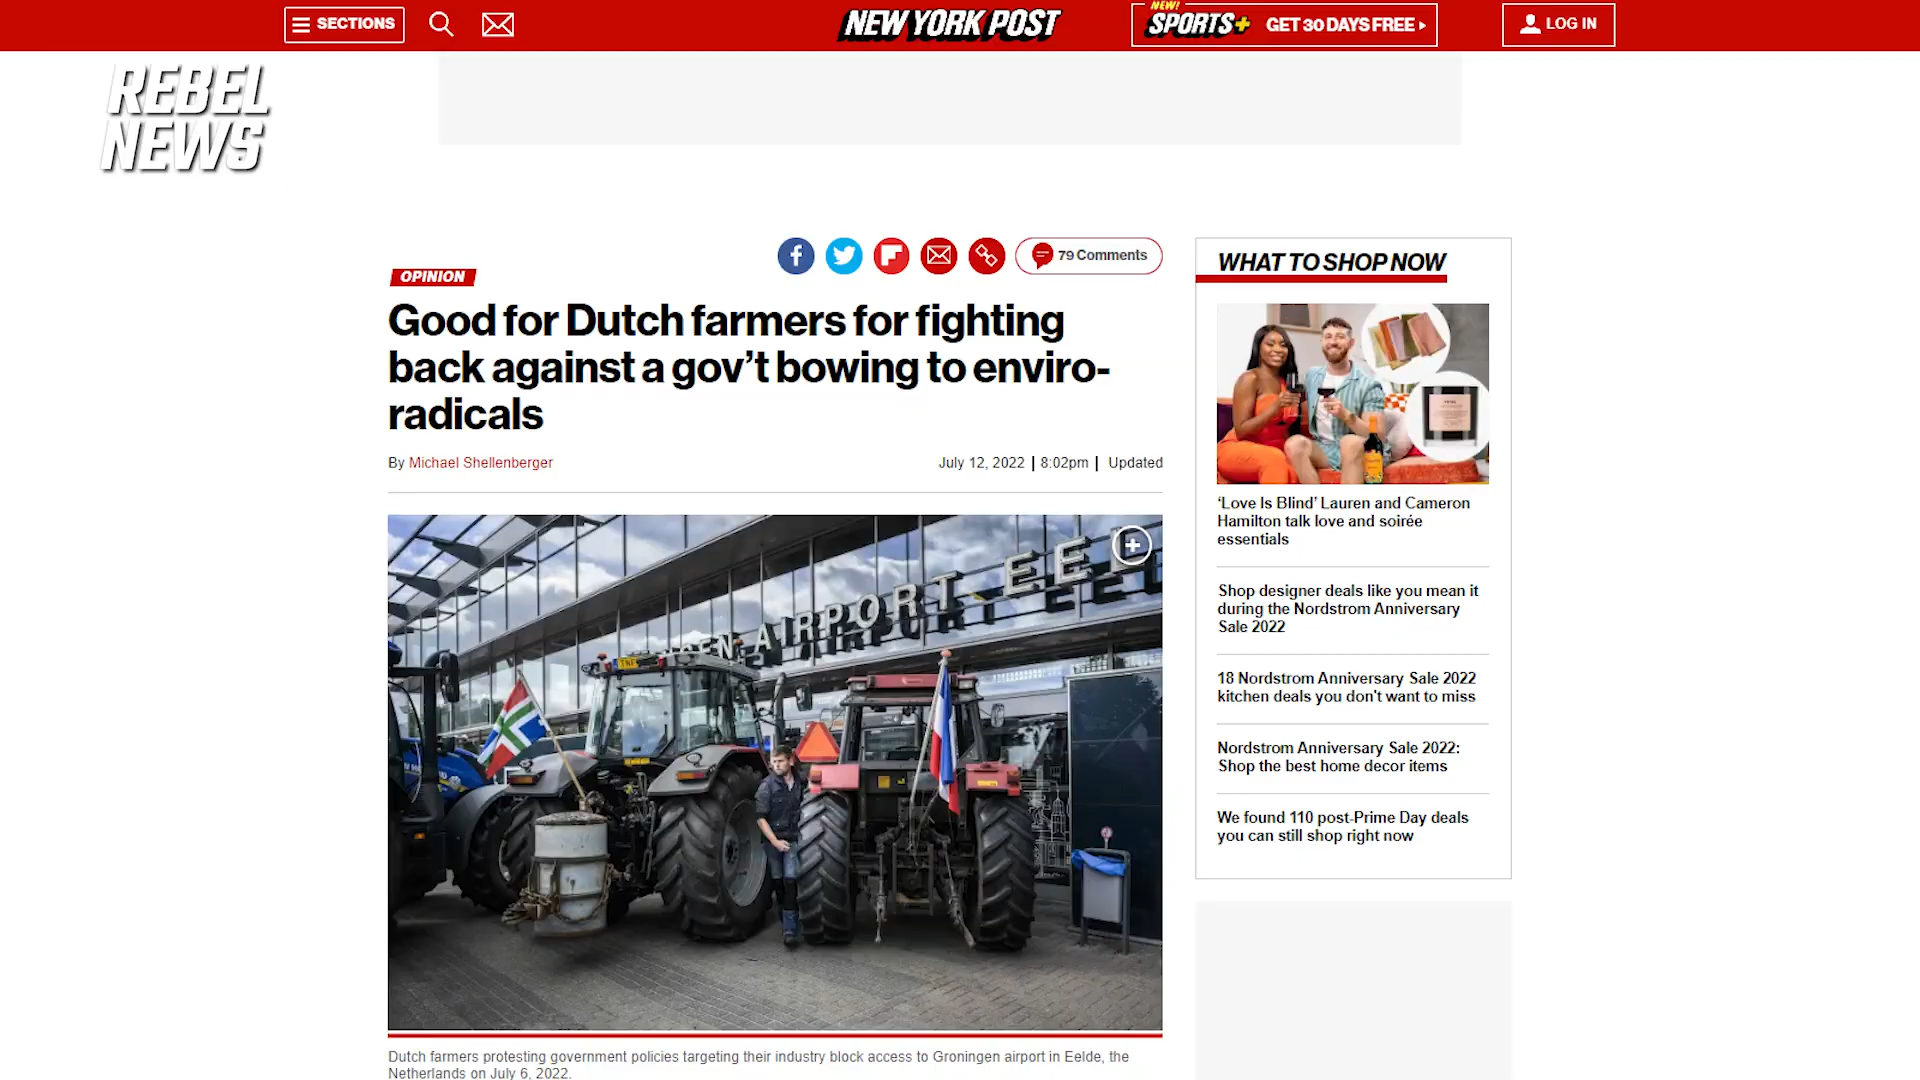 SECTIONS
NEW YORK POST
NEW!
SPORTS+
GET 30 DAYS FREE
LOG IN
REBEL
NEWS
79 Comments
OPINION
Good for Dutch farmers for fighting
back against a gov’t bowing to enviro-
radicals
By Michael Shellenberger
July 12, 2022 | 8:02pm | Updated
AIRPORT
Dutch farmers protesting government policies targeting their industry block access to Groningen airport in Eelde, the
Netherlands on July 6, 2022.
WHAT TO SHOP NOW
‘Love Is Blind’ Lauren and Cameron
Hamilton talk love and soirée
essentials
Shop designer deals like you mean it
during the Nordstrom Anniversary
Sale 2022
18 Nordstrom Anniversary Sale 2022
kitchen deals you don't want to miss
Nordstrom Anniversary Sale 2022:
Shop the best home decor items
We found 110 post-Prime Day deals
you can still shop right now